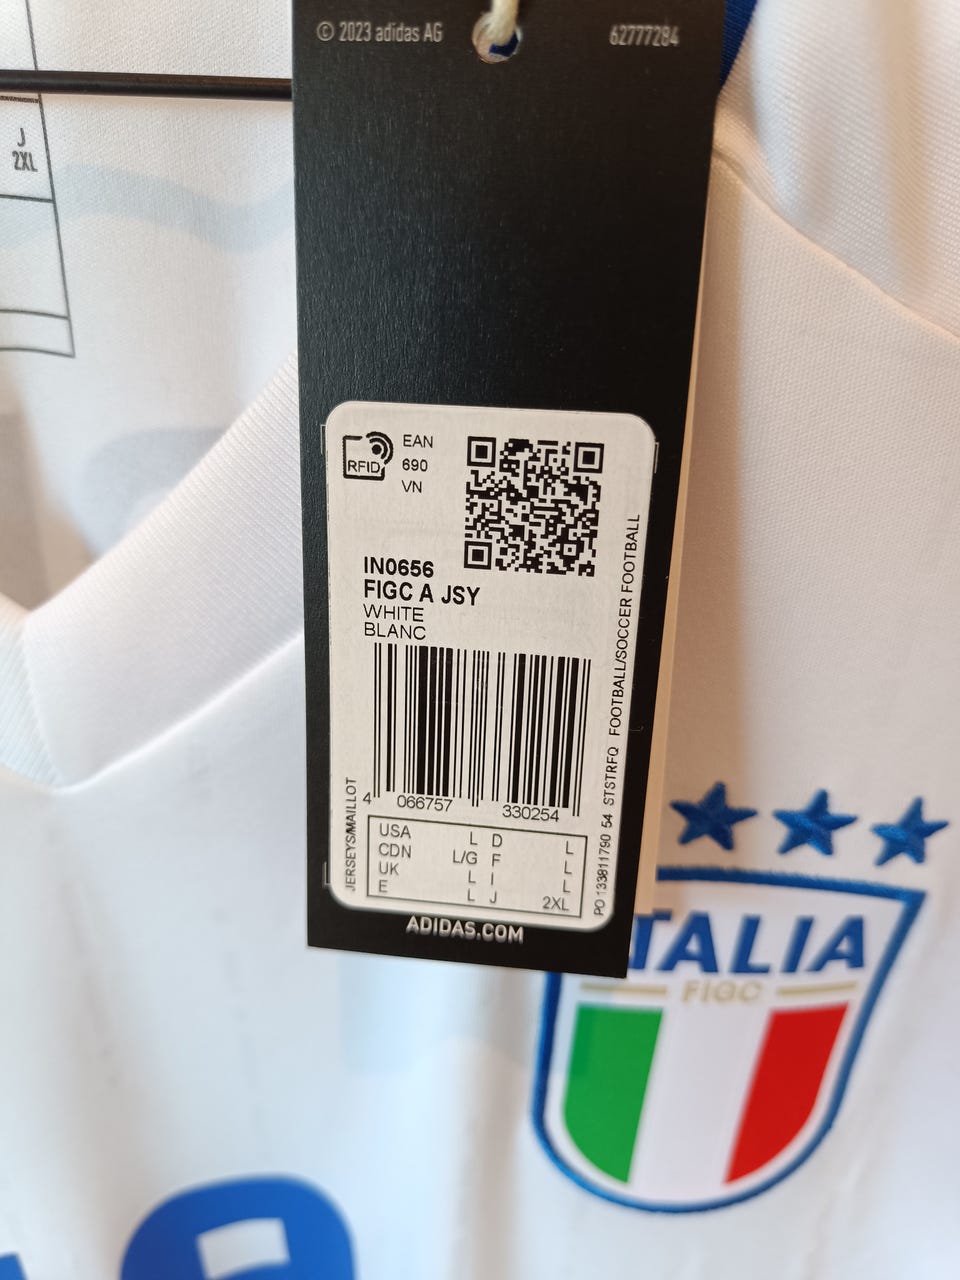 © 2023 adidas AG
62777284
J
2XL
RFID
EAN
690
VN
IN0656
FIGC A JSY
WHITE
BLANC
4 066757 330254
USA L D L
CDN L/G F L
UK L I L
E L J 2XL
JERSEYS/MAILLOT
PO 133811790 54 STSTRFQ FOOTBALL/SOCCER FOOTBALL
ADIDAS.COM
ITALIA
FIGC